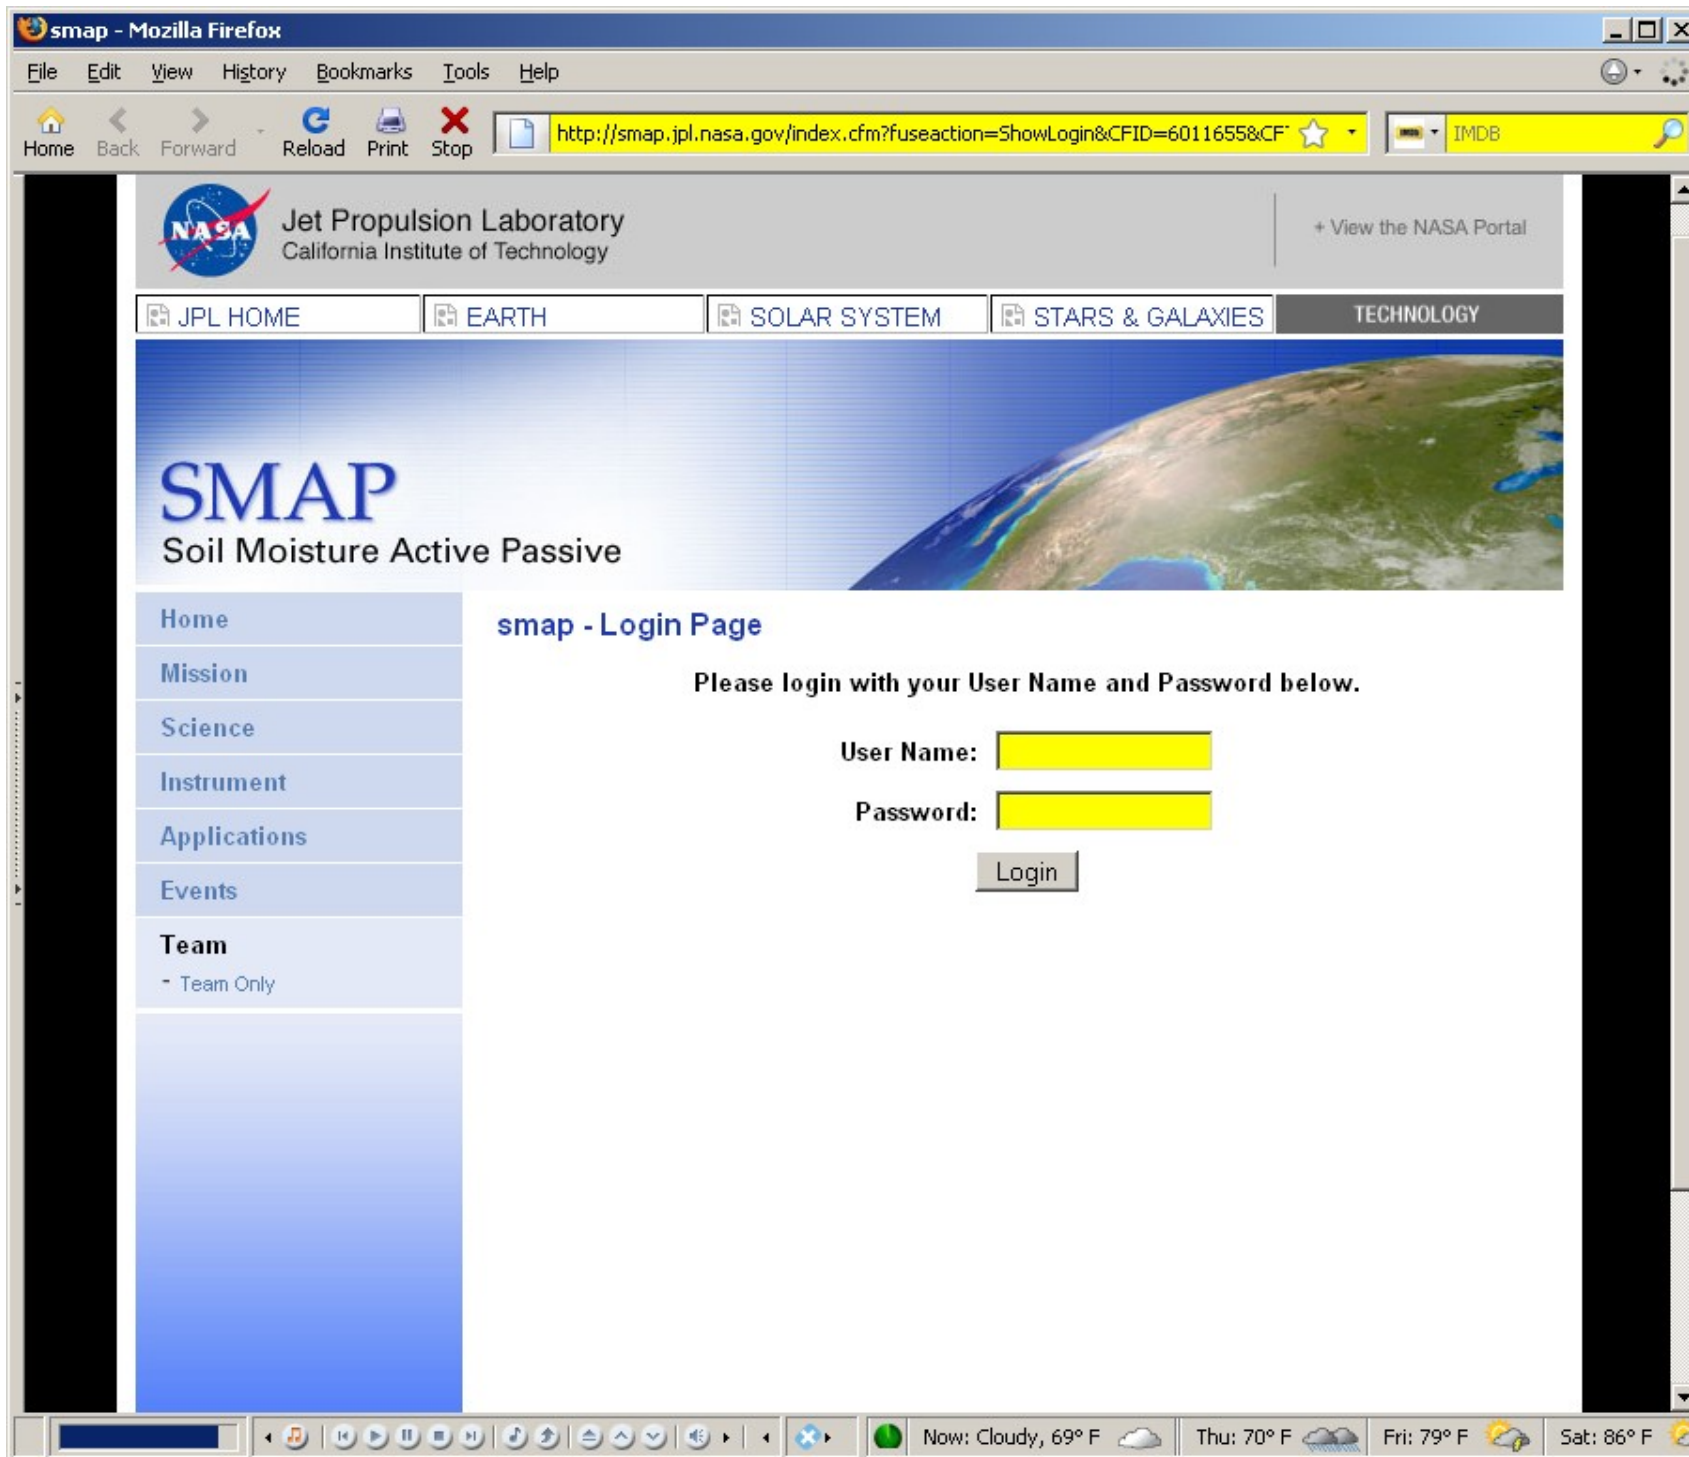 smap - Mozilla Firefox
File Edit View History Bookmarks Tools Help
Home Back Forward Reload Print Stop
http://smap.jpl.nasa.gov/index.cfm?fuseaction=ShowLogin&CFID=6011655&CF
IMDB
NASA
Jet Propulsion Laboratory
California Institute of Technology
+ View the NASA Portal
JPL HOME EARTH SOLAR SYSTEM STARS & GALAXIES TECHNOLOGY
SMAP
Soil Moisture Active Passive
Home
Mission
Science
Instrument
Applications
Events
Team
- Team Only
smap - Login Page
Please login with your User Name and Password below.
User Name:
Password:
Login
Now: Cloudy, 69° F Thu: 70° F Fri: 79° F Sat: 86° F